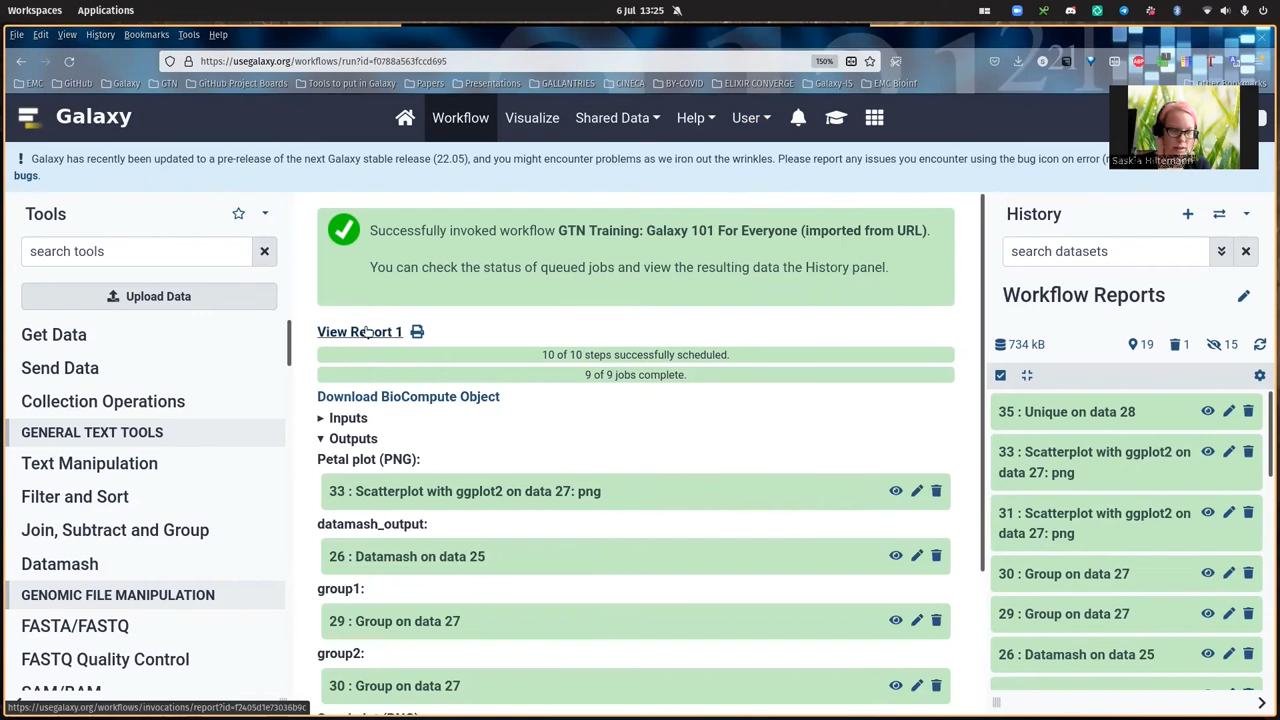 Workspaces Applications 6 Jul 13:25
File Edit View History Bookmarks Tools Help
https://usegalaxy.org/workflows/run?id=f0788a563fccd695 150%
EMC GitHub Galaxy GTN GitHub Project Boards Tools to put in Galaxy Papers Presentations GALLANTRIES CINECA BY-COVID ELIXIR CONVERGE Galaxy-IS EMC Bioinf Other Bookmarks
Galaxy Workflow Visualize Shared Data Help User
Saskia Hiltemann
Galaxy has recently been updated to a pre-release of the next Galaxy stable release (22.05), and you might encounter problems as we iron out the wrinkles. Please report any issues you encounter using the bug icon on error
bugs.
Tools
search tools
Upload Data
Get Data
Send Data
Collection Operations
GENERAL TEXT TOOLS
Text Manipulation
Filter and Sort
Join, Subtract and Group
Datamash
GENOMIC FILE MANIPULATION
FASTA/FASTQ
FASTQ Quality Control
SAM/BAM
https://usegalaxy.org/workflows/invocations/report?id=f2405d1e73036b9c
Successfully invoked workflow GTN Training: Galaxy 101 For Everyone (imported from URL).
You can check the status of queued jobs and view the resulting data the History panel.
View Report 1
10 of 10 steps successfully scheduled.
9 of 9 jobs complete.
Download BioCompute Object
Inputs
Outputs
Petal plot (PNG):
33 : Scatterplot with ggplot2 on data 27: png
datamash_output:
26 : Datamash on data 25
group1:
29 : Group on data 27
group2:
30 : Group on data 27
History
search datasets
Workflow Reports
734 kB 19 1 15
35 : Unique on data 28
33 : Scatterplot with ggplot2 on
data 27: png
31 : Scatterplot with ggplot2 on
data 27: png
30 : Group on data 27
29 : Group on data 27
26 : Datamash on data 25